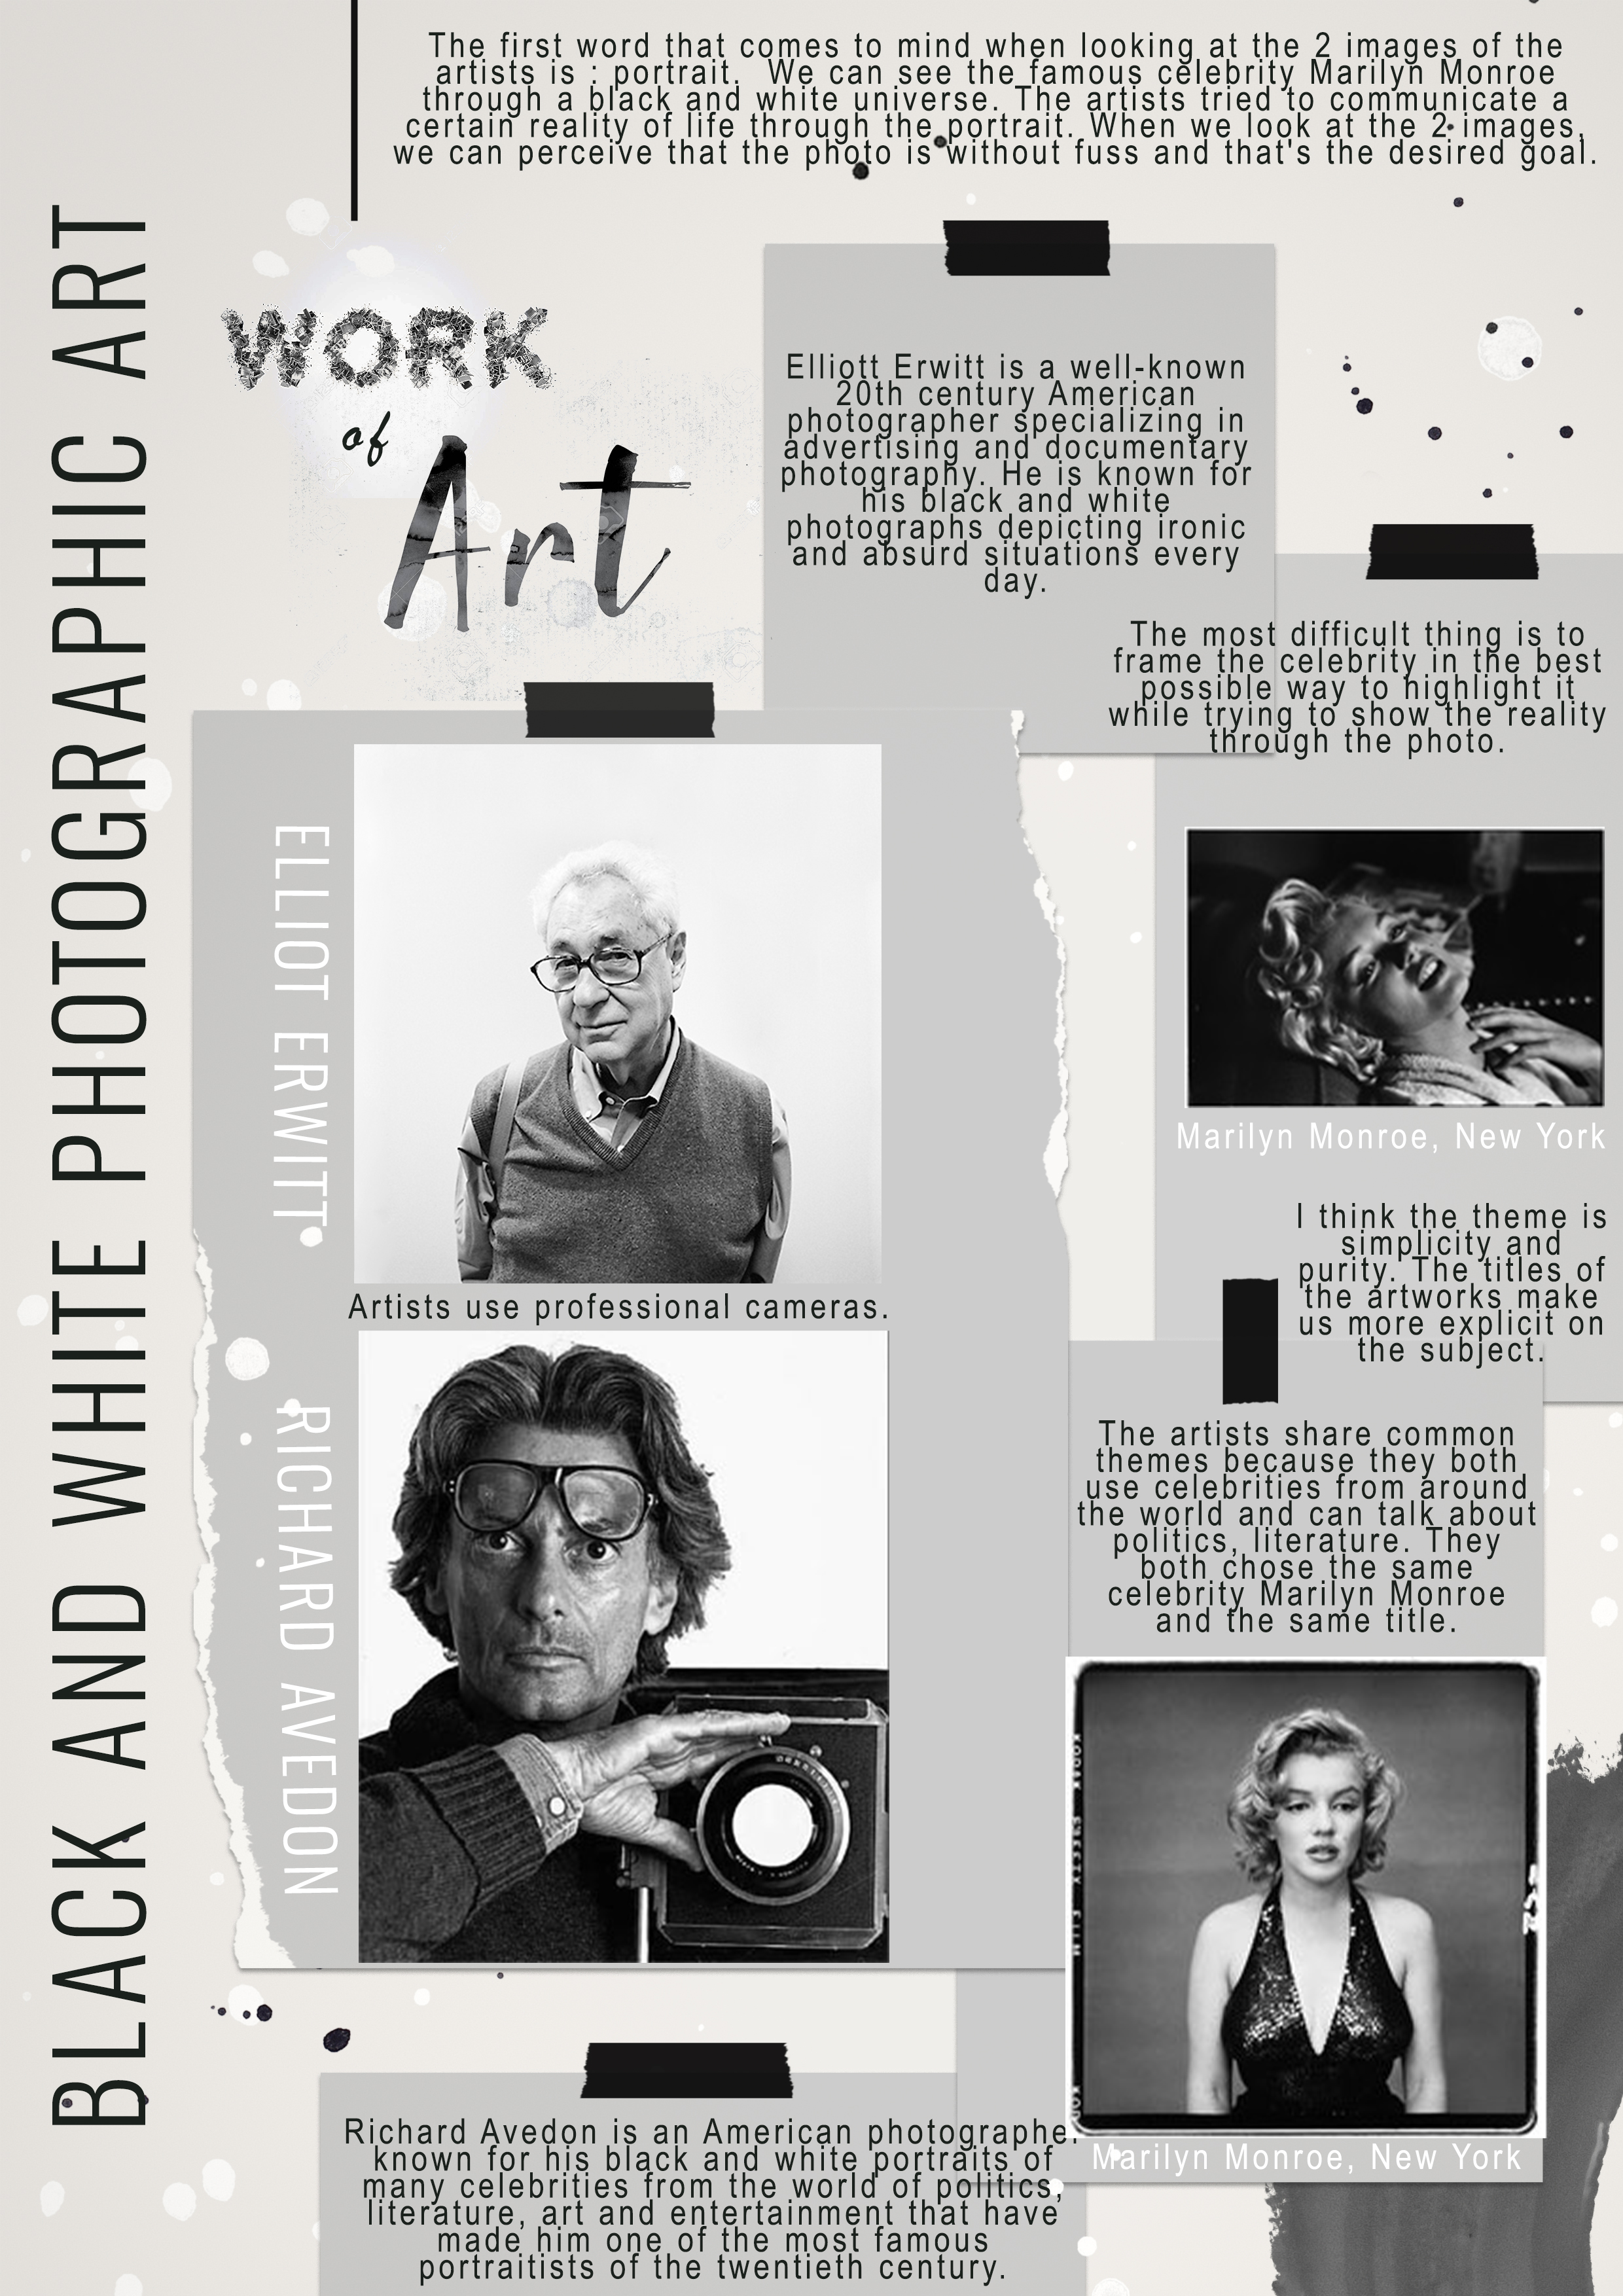 The first word that comes to mind when looking at the 2 images of the
artists is : portrait. We can see the famous celebrity Marilyn Monroe
through a black and white universe. The artists tried to communicate a
certain reality of life through the portrait. When we look at the 2 images,
we can perceive that the photo is without fuss and that's the desired goal.
BLACK AND WHITE PHOTOGRAPHIC ART
WORK
of
Art
Elliott Erwitt is a well-known
20th century American
photographer specializing in
advertising and documentary
photography. He is known for
his black and white
photographs depicting ironic
and absurd situations every
day.
The most difficult thing is to
frame the celebrity in the best
possible way to highlight it
while trying to show the reality
through the photo.
ELLIOT ERWITT
Marilyn Monroe, New York
I think the theme is
simplicity and
purity. The titles of
the artworks make
us more explicit on
the subject.
Artists use professional cameras.
RICHARD AVEDON
The artists share common
themes because they both
use celebrities from around
the world and can talk about
politics, literature. They
both chose the same
celebrity Marilyn Monroe
and the same title.
Marilyn Monroe, New York
Richard Avedon is an American photographer
known for his black and white portraits of
many celebrities from the world of politics,
literature, art and entertainment that have
made him one of the most famous
portraitists of the twentieth century.